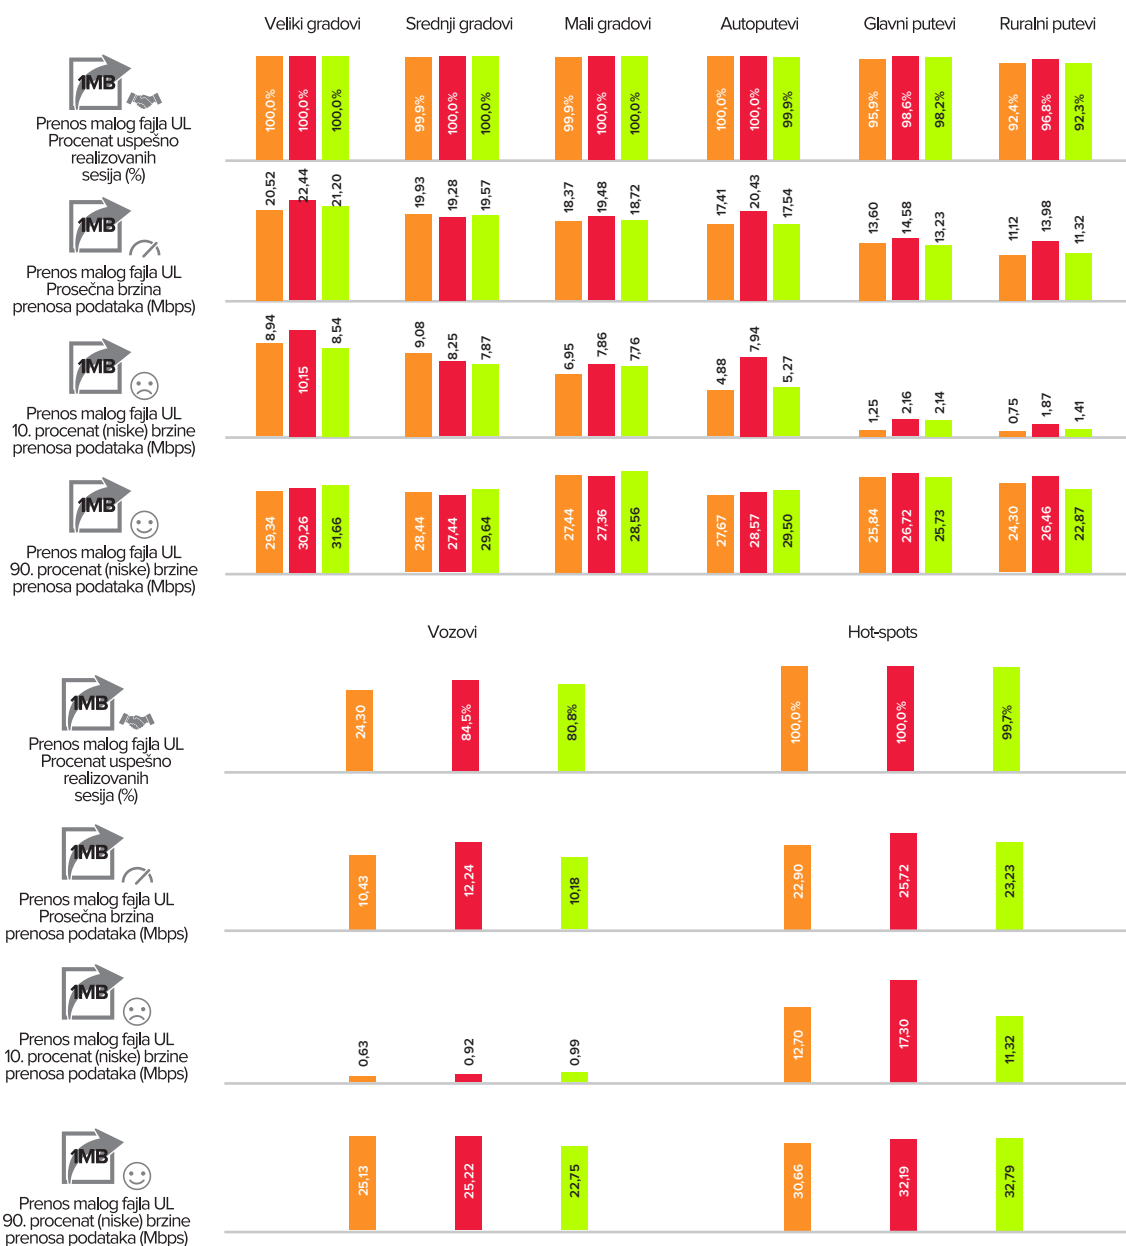 Veliki gradovi Srednji gradovi Mali gradovi Autoputevi Glavni putevi Ruralni putevi
1MB
Prenos malog fajla UL
Procenat uspešno
realizovanih
sesija (%)
100,0% 100,0% 100,0% 99,9% 100,0% 100,0% 99,9% 100,0% 100,0% 100,0% 100,0% 99,9% 95,9% 98,6% 98,2% 92,4% 96,8% 92,3%
1MB
Prenos malog fajla UL
Prosečna brzina
prenosa podataka (Mbps)
20,52 22,44 21,20 19,93 19,28 19,57 18,37 19,48 18,72 17,41 20,43 17,54 13,60 14,58 13,23 11,12 13,98 11,32
1MB
Prenos malog fajla UL
10. procenat (niske) brzine
prenosa podataka (Mbps)
8,94 10,15 8,54 9,08 8,25 7,87 6,95 7,86 7,76 4,88 7,94 5,27 1,25 2,16 2,14 0,75 1,87 1,41
1MB
Prenos malog fajla UL
90. procenat (niske) brzine
prenosa podataka (Mbps)
29,34 30,26 31,66 28,44 27,44 29,64 27,44 27,36 28,56 27,67 28,57 29,50 25,84 26,72 25,73 24,30 26,46 22,87
Vozovi Hot-spots
1MB
Prenos malog fajla UL
Procenat uspešno
realizovanih
sesija (%)
24,30 84,5% 80,8% 100,0% 100,0% 99,7%
1MB
Prenos malog fajla UL
Prosečna brzina
prenosa podataka (Mbps)
10,43 12,24 10,18 22,90 25,72 23,23
1MB
Prenos malog fajla UL
10. procenat (niske) brzine
prenosa podataka (Mbps)
0,63 0,92 0,99 12,70 17,30 11,32
1MB
Prenos malog fajla UL
90. procenat (niske) brzine
prenosa podataka (Mbps)
25,13 25,22 22,75 30,66 32,19 32,79